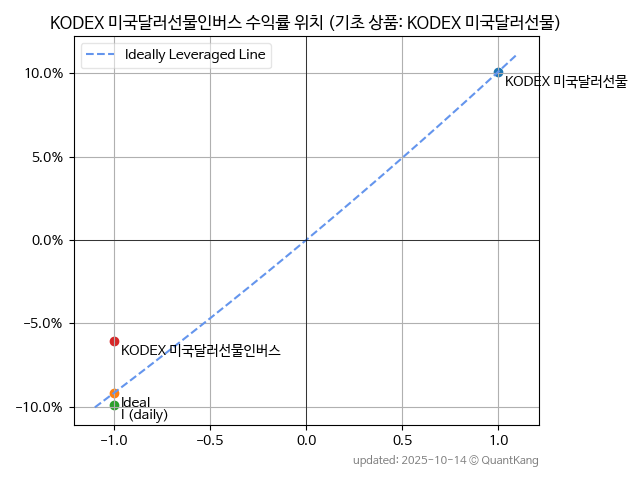 KODEX 미국달러선물인버스 수익률 위치 (기초 상품: KODEX 미국달러선물)
Ideally Leveraged Line
10.0%
KODEX 미국달러선물
5.0%
0.0%
-5.0%
KODEX 미국달러선물인버스
Ideal
-10.0%
I (daily)
-1.0 -0.5 0.0 0.5 1.0
updated: 2025-10-14 © QuantKang